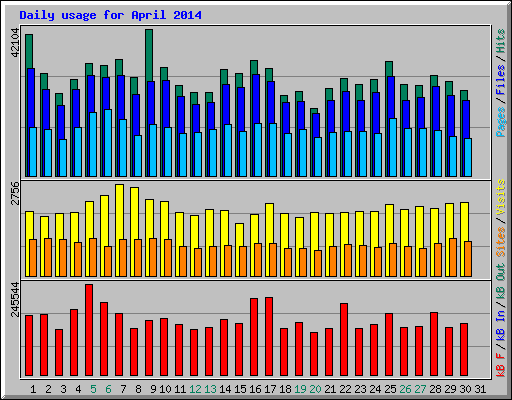 Daily usage for April 2014
42104
Pages / Files / Hits
2756
Sites / Visits
245544
kB F / kB In / kB Out
1 2 3 4 5 6 7 8 9 10 11 12 13 14 15 16 17 18 19 20 21 22 23 24 25 26 27 28 29 30 31